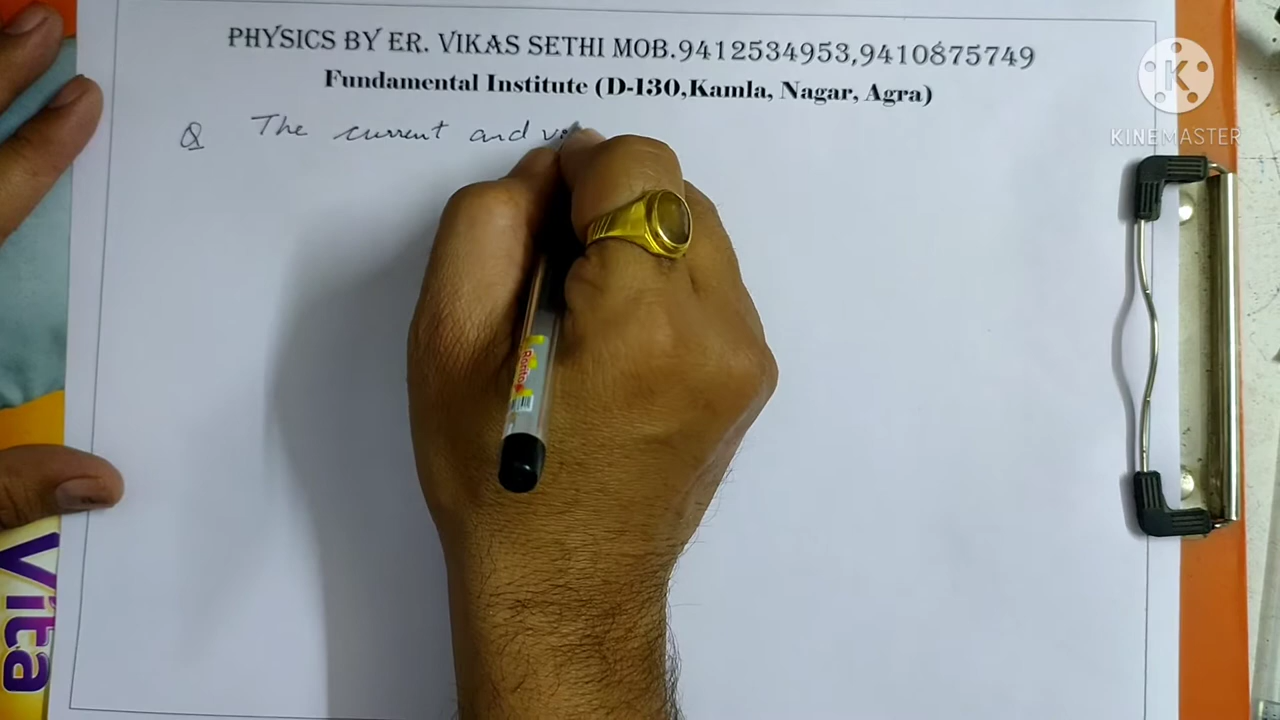 PHYSICS BY ER. VIKAS SETHI MOB.9412534953,9410875749
Fundamental Institute (D-130,Kamla, Nagar, Agra)
Q The current and
KINEMASTER
Vita